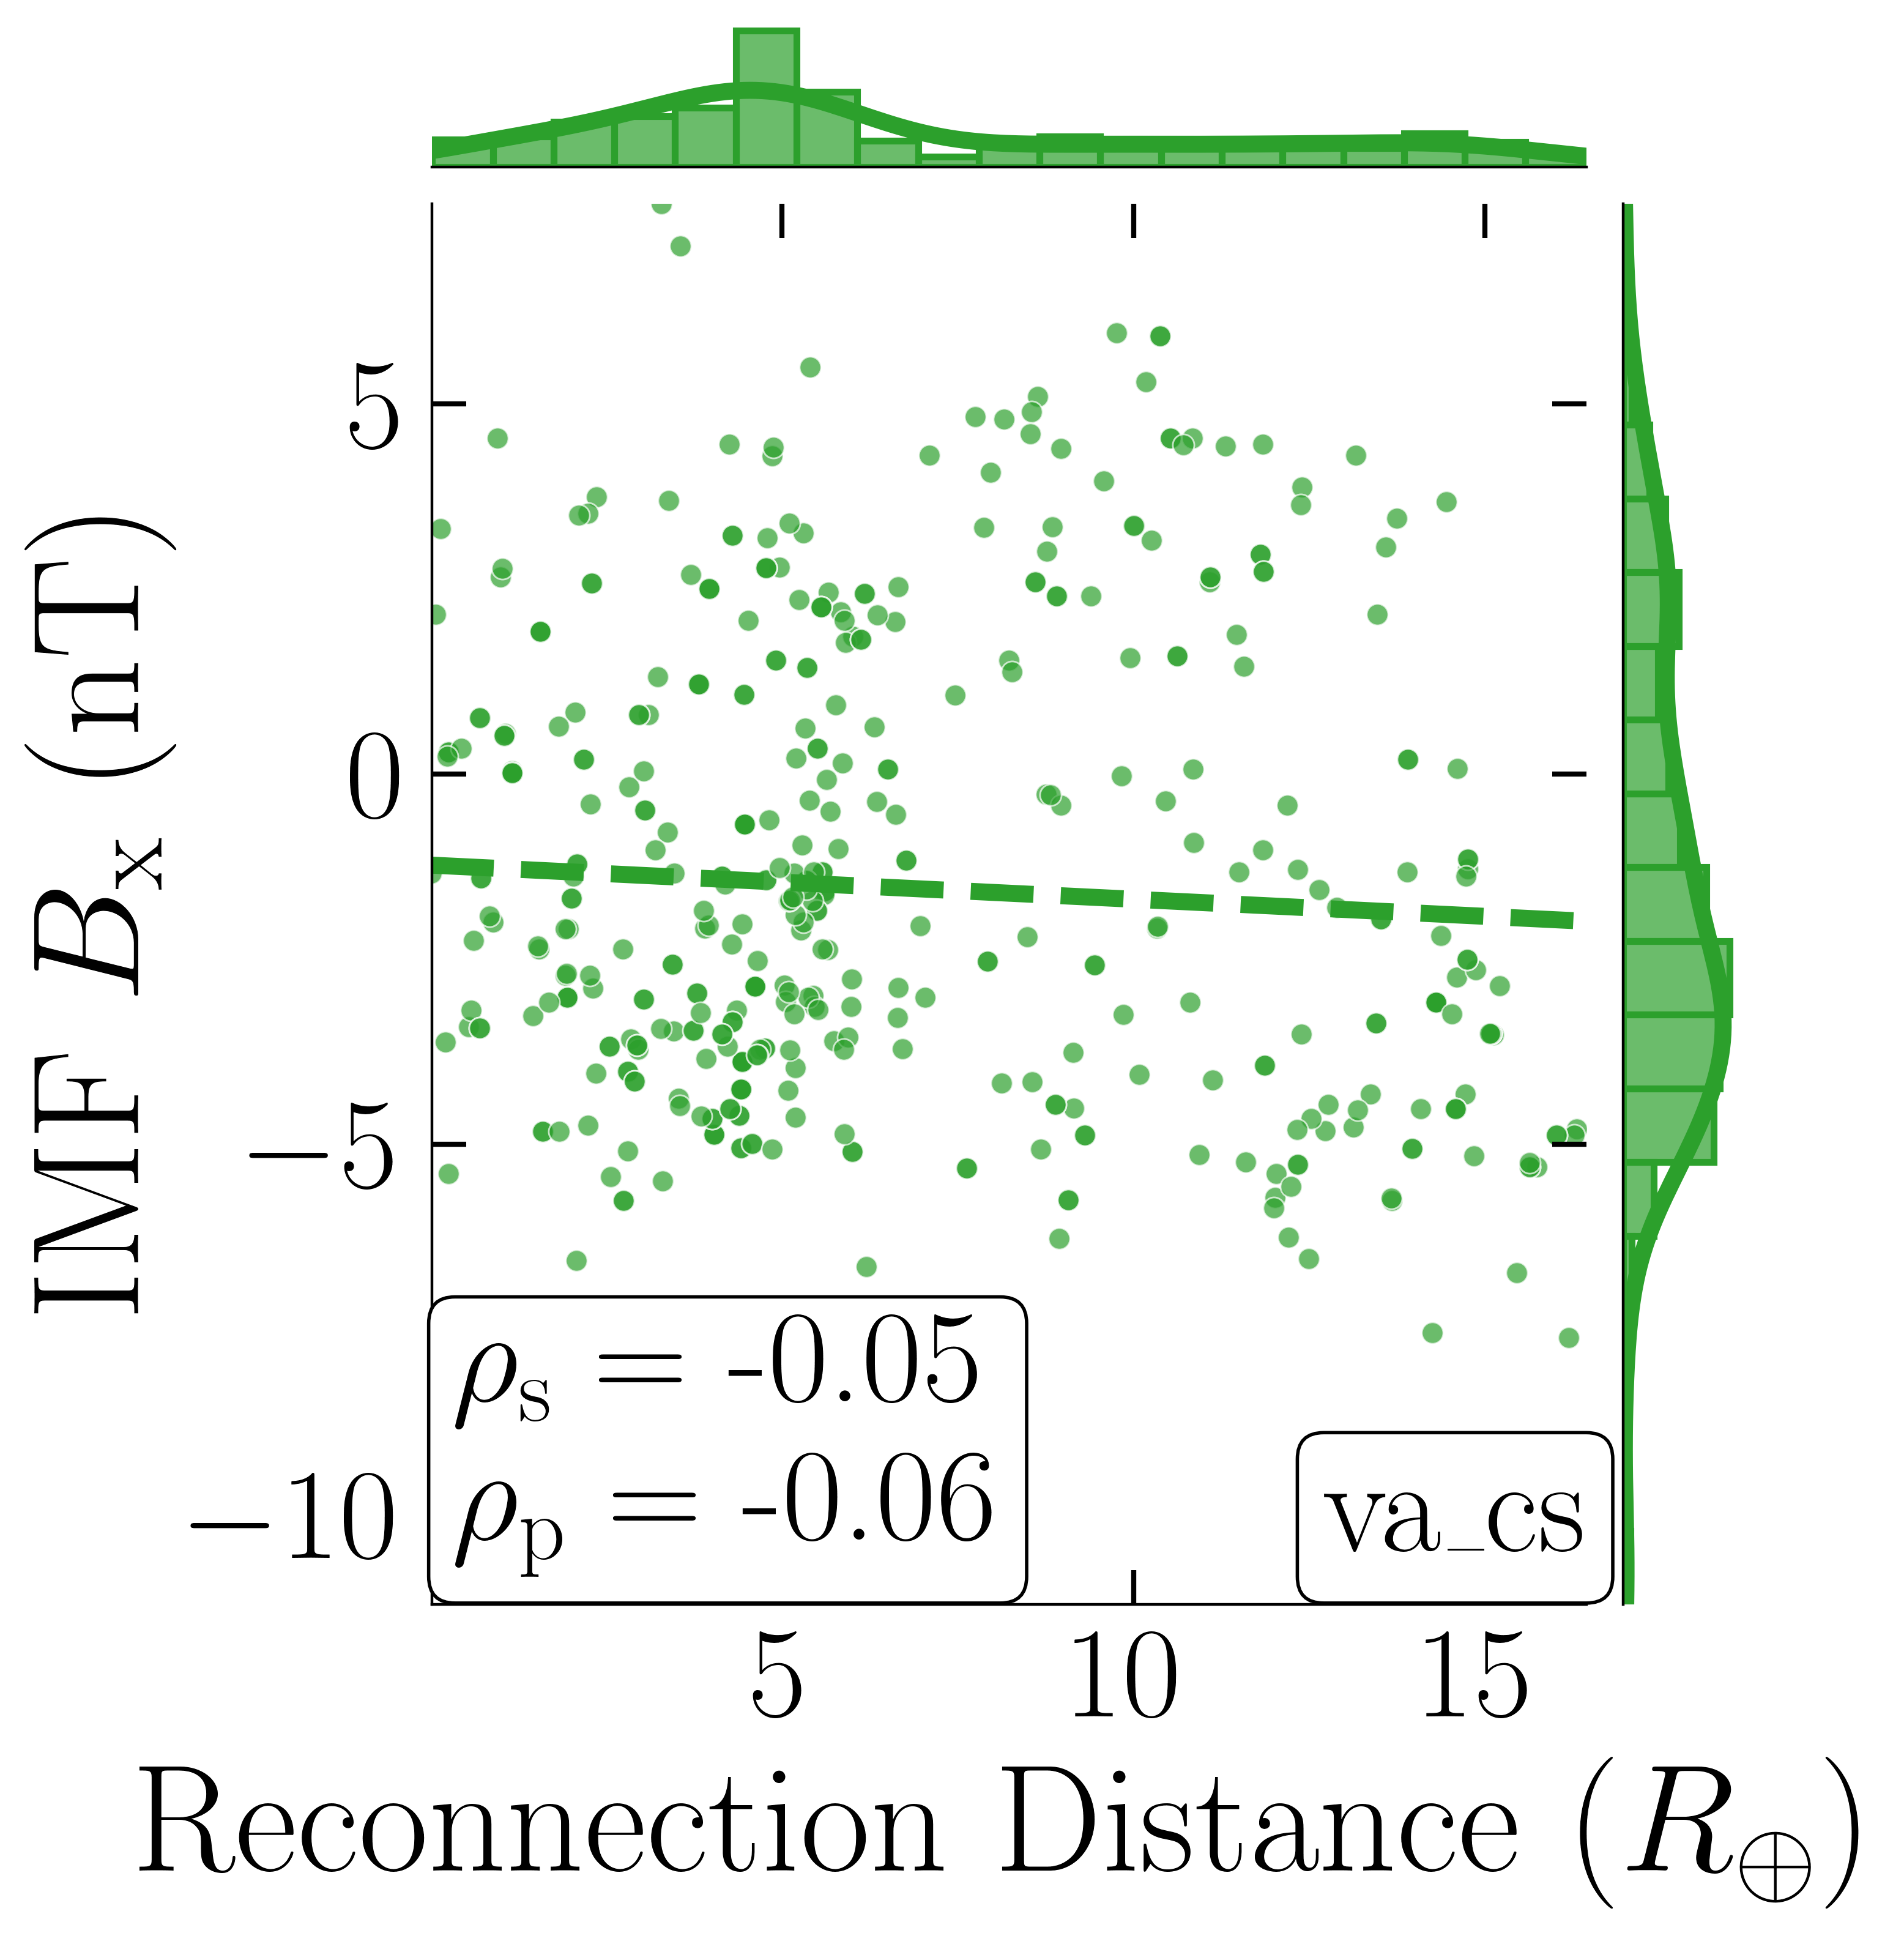 IMF Bx (nT)
5
0
−5
−10
ρs = -0.05
ρp = -0.06
va_cs
5 10 15
Reconnection Distance (R⊕)